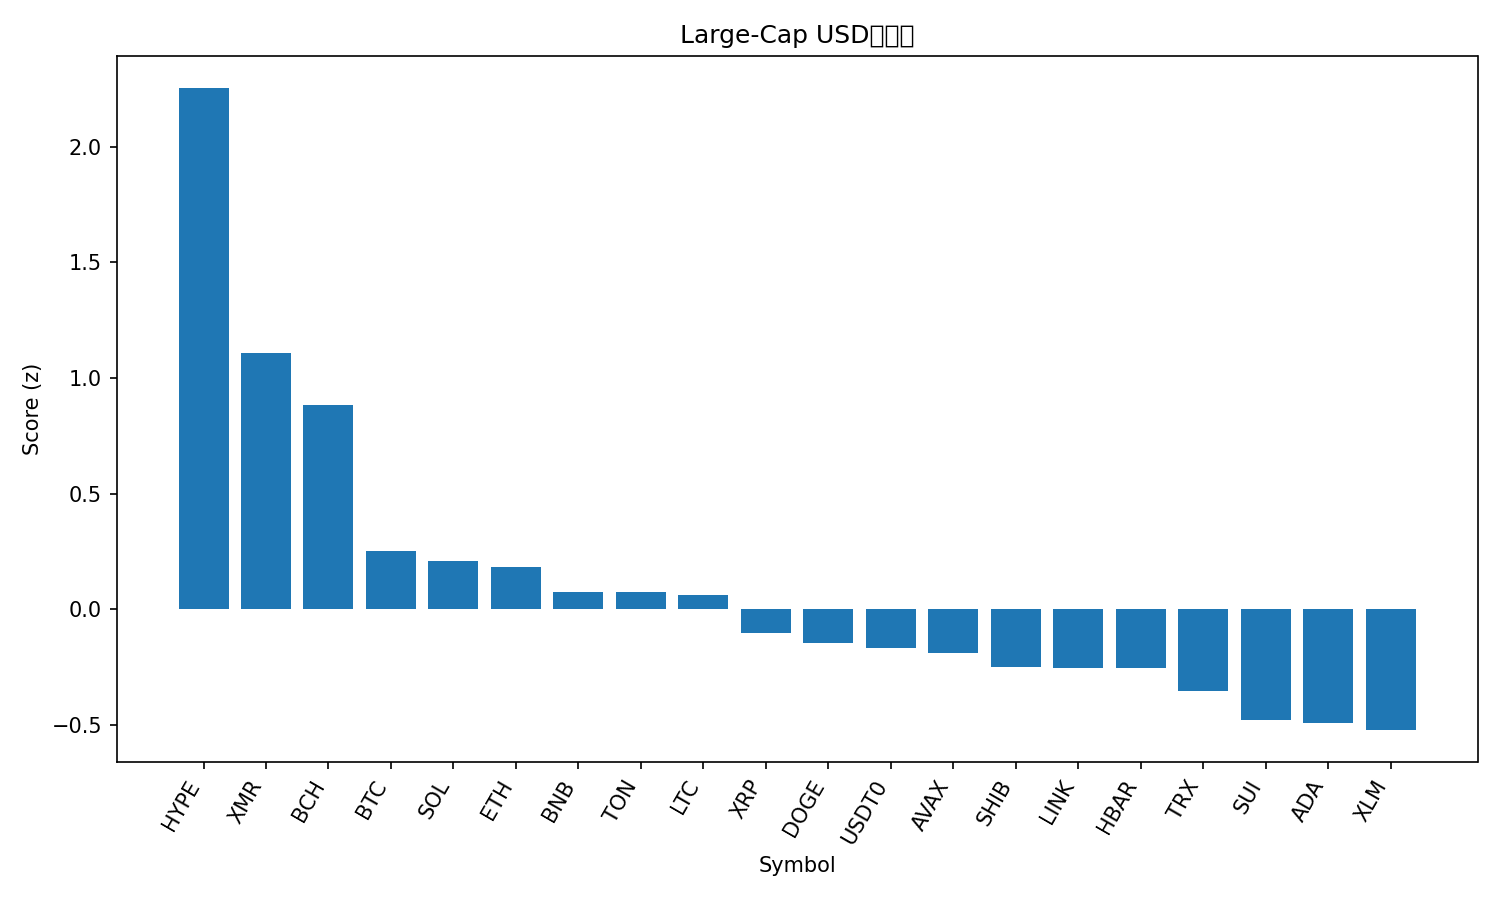 Large-Cap USD
2.0
1.5
1.0
0.5
0.0
−0.5
Score (z)
HYPE
XMR
BCH
BTC
SOL
ETH
BNB
TON
LTC
XRP
DOGE
USDT0
AVAX
SHIB
LINK
HBAR
TRX
SUI
ADA
XLM
Symbol